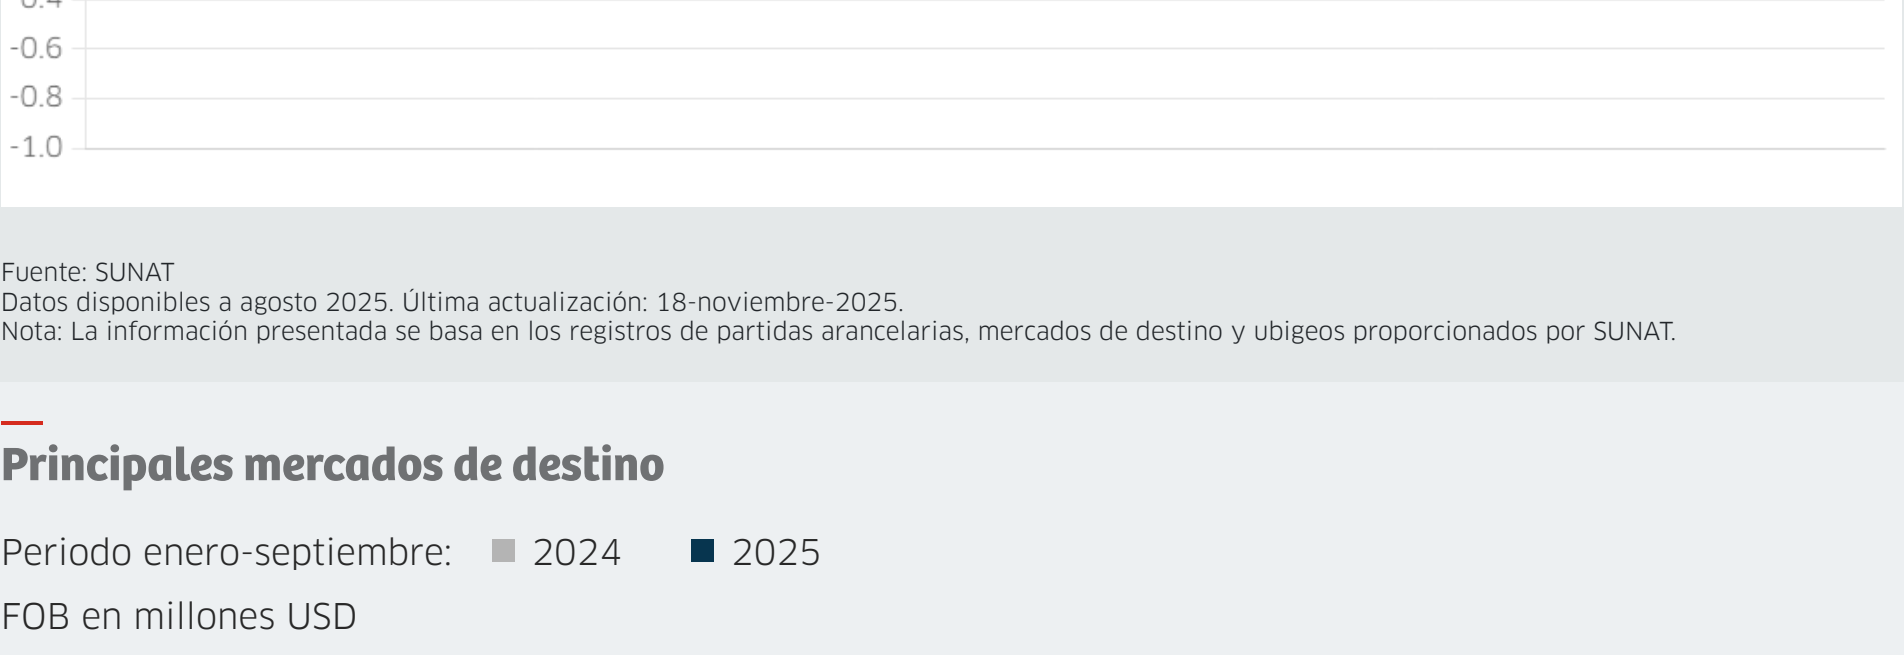 -0.6
-0.8
-1.0
Fuente: SUNAT
Datos disponibles a agosto 2025. Última actualización: 18-noviembre-2025.
Nota: La información presentada se basa en los registros de partidas arancelarias, mercados de destino y ubigeos proporcionados por SUNAT.
Principales mercados de destino
Periodo enero-septiembre: 2024 2025
FOB en millones USD